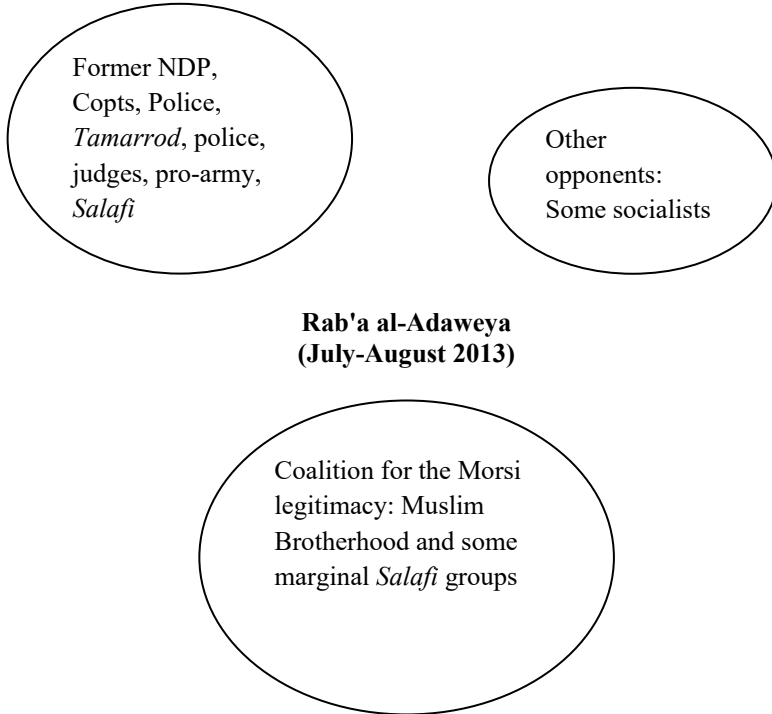 Former NDP,
Copts, Police,
Tamarrod, police,
judges, pro-army,
Salafi
Other
opponents:
Some socialists
Rab'a al-Adaweya
(July-August 2013)
Coalition for the Morsi
legitimacy: Muslim
Brotherhood and some
marginal Salafi groups